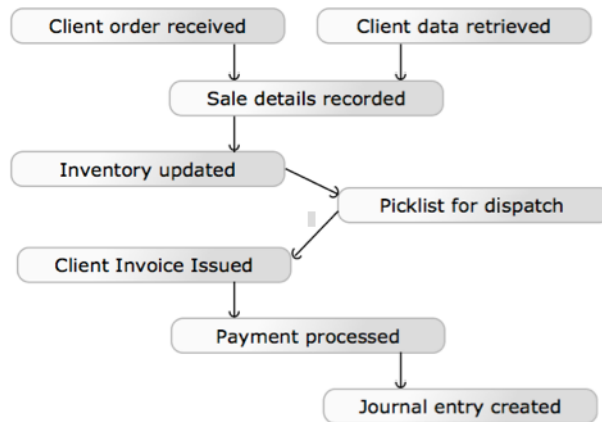 Client order received
Client data retrieved
Sale details recorded
Inventory updated
Picklist for dispatch
Client Invoice Issued
Payment processed
Journal entry created